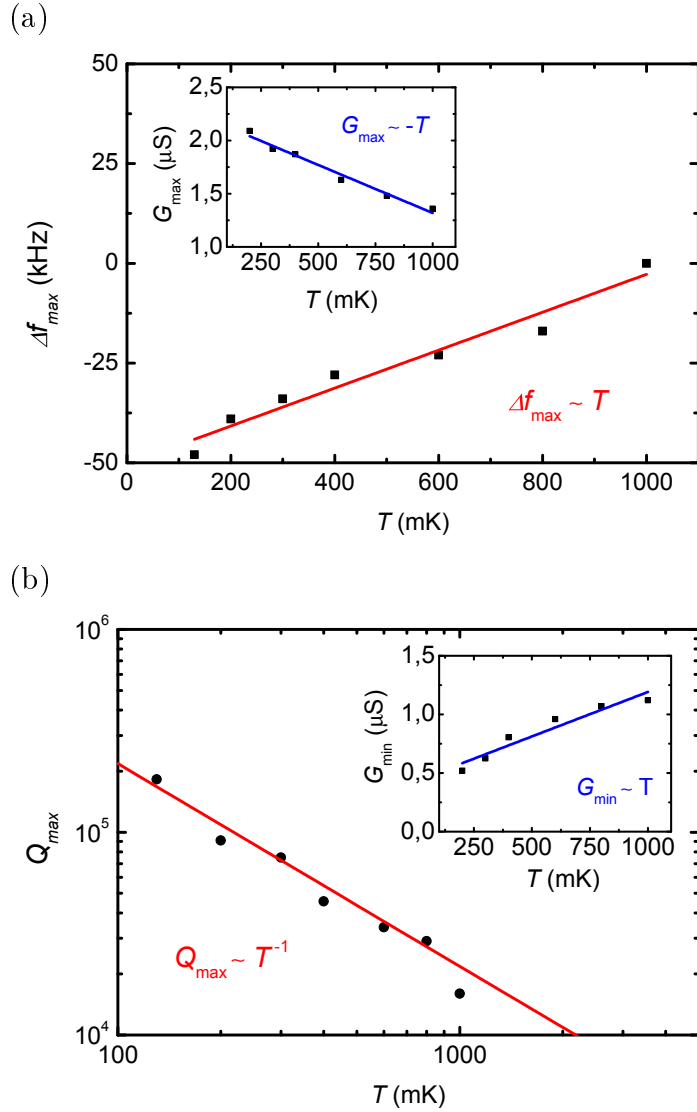 (a)
50
25
0
-25
-50
Δf_max (kHz)
0 200 400 600 800 1000
T (mK)
Δf_max ~ T
2,5
2,0
1,5
1,0
G_max (μS)
250 500 750 1000
T (mK)
G_max ~ -T
(b)
10^6
10^5
10^4
Q_max
100 1000
T (mK)
Q_max ~ T^-1
1,5
1,0
0,5
0,0
G_min (μS)
250 500 750 1000
T (mK)
G_min ~ T